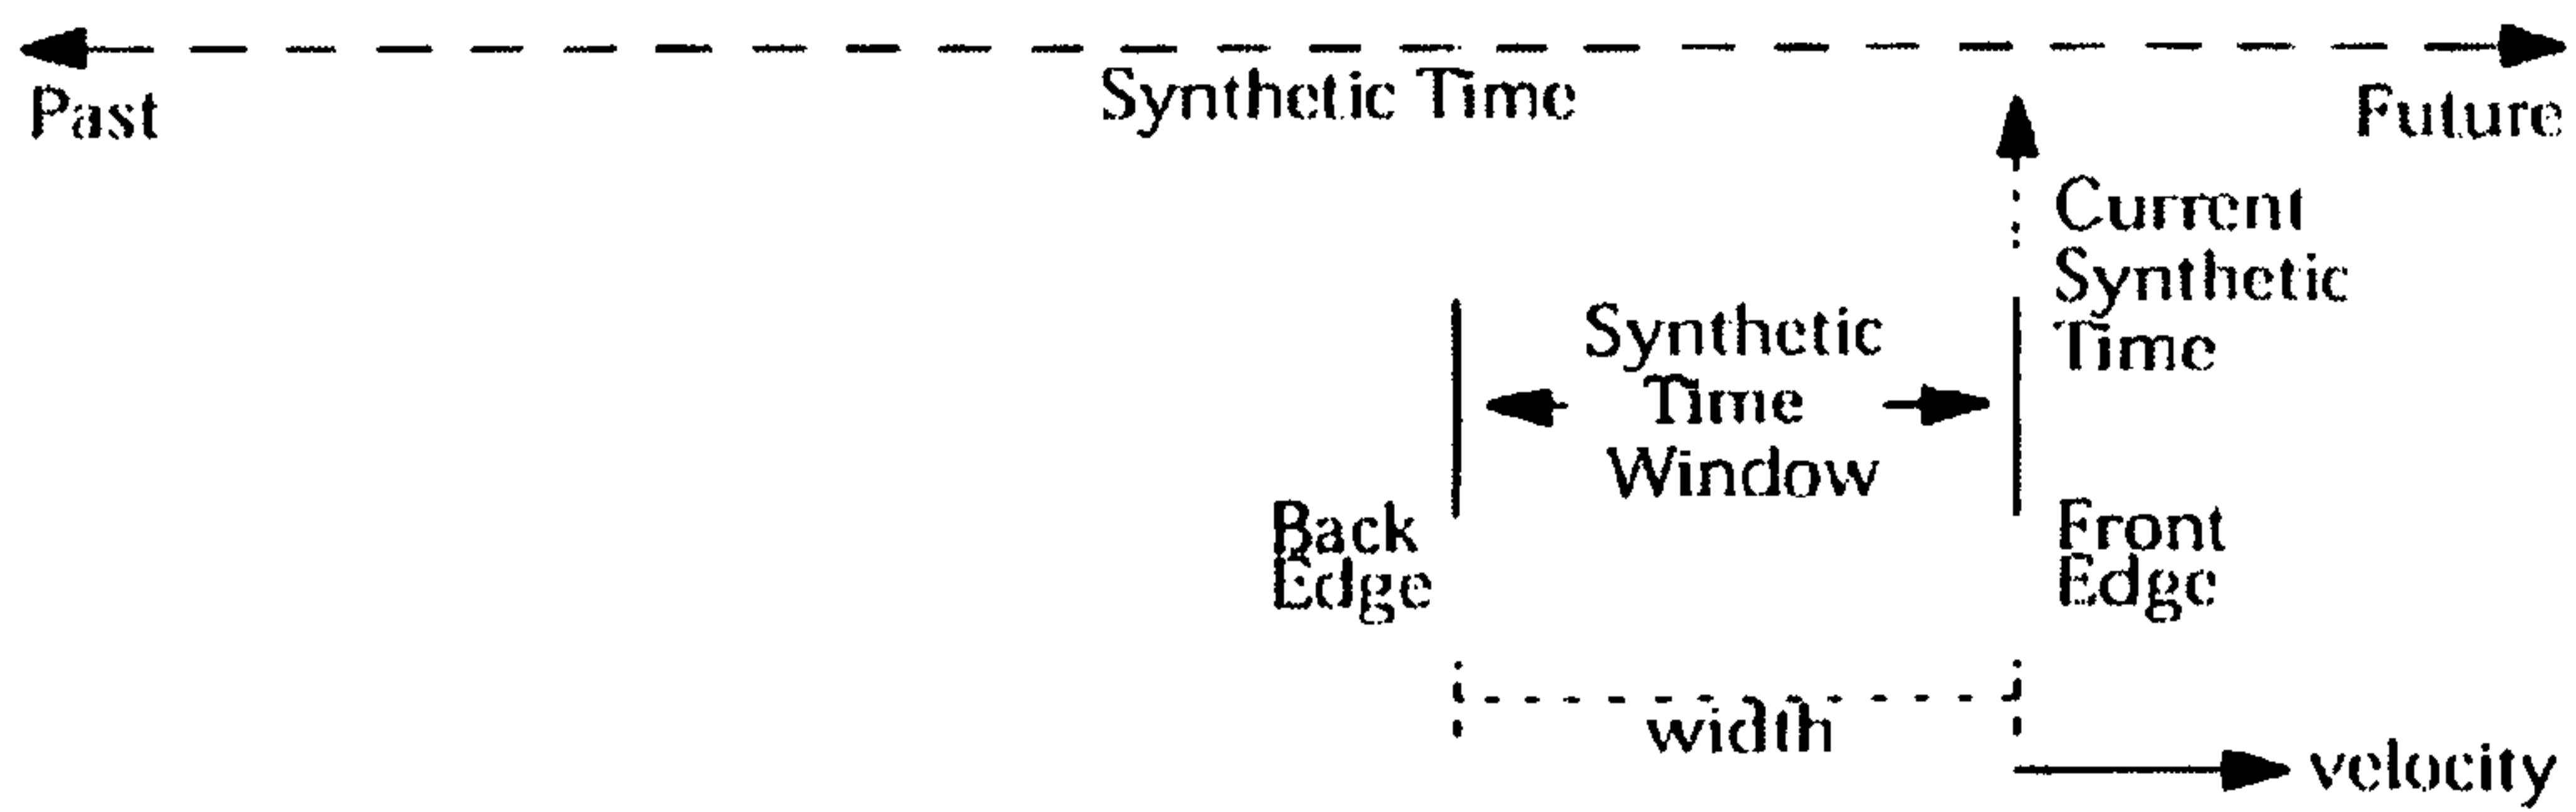 Past
Synthetic Time
Future
Current
Synthetic
Time
Synthetic
Time
Window
Back
Edge
Front
Edge
width
velocity